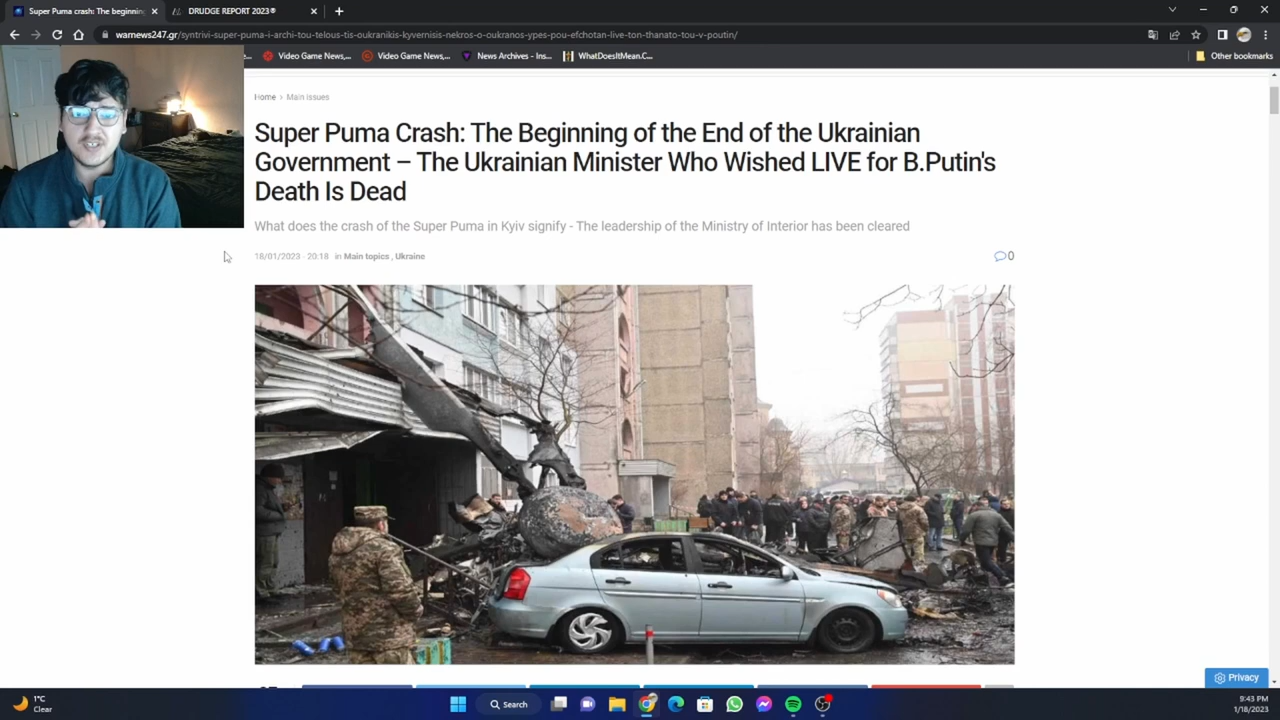 Super Puma crash: The beginning
DRUDGE REPORT 2023®
warnews247.gr/syntrivi-super-puma-i-archi-tou-telous-tis-oukranikis-kyvernisis-nekros-o-oukranos-ypes-pou-efchotan-live-ton-thanato-tou-v-poutin/
e...
Video Game News,...
Video Game News,...
News Archives - Ins...
WhatDoesItMean.C...
Other bookmarks
Home > Main Issues
Super Puma Crash: The Beginning of the End of the Ukrainian
Government – The Ukrainian Minister Who Wished LIVE for B.Putin's
Death Is Dead
What does the crash of the Super Puma in Kyiv signify - The leadership of the Ministry of Interior has been cleared
18/01/2023 - 20:18 in Main topics , Ukraine
0
Privacy
1°C
Clear
Search
9:43 PM
1/18/2023